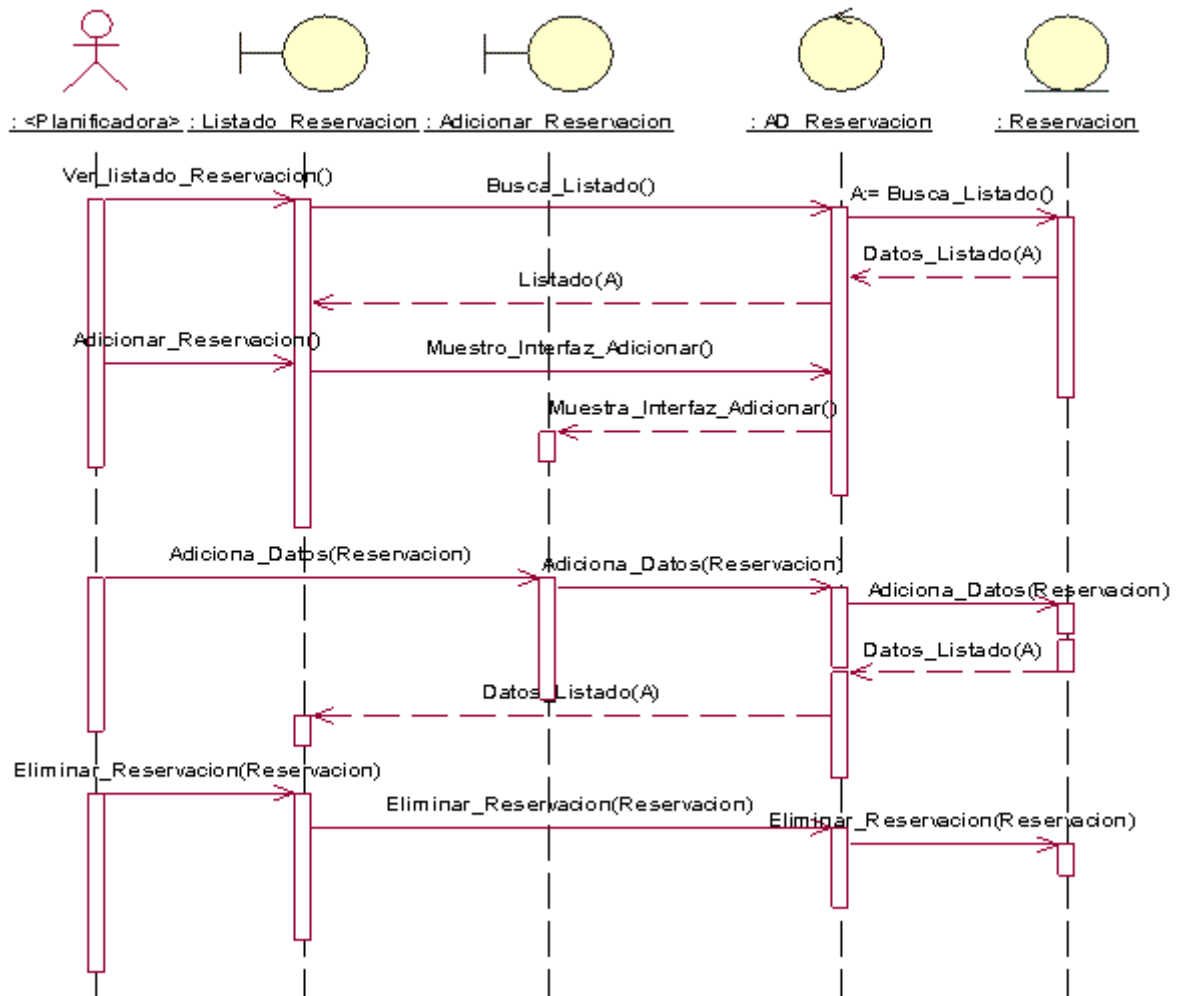 : <Planificadora>
: Listado_Reservacion
: Adicionar_Reservacion
: AD_Reservacion
: Reservacion
Ver_listado_Reservacion()
Busca_Listado()
A:= Busca_Listado()
Datos_Listado(A)
Listado(A)
Adicionar_Reservacion()
Muestro_Interfaz_Adicionar()
Muestra_Interfaz_Adicionar()
Adiciona_Datos(Reservacion)
Adiciona_Datos(Reservacion)
Adiciona_Datos(Reservacion)
Datos_Listado(A)
Datos_Listado(A)
Eliminar_Reservacion(Reservacion)
Eliminar_Reservacion(Reservacion)
Eliminar_Reservacion(Reservacion)